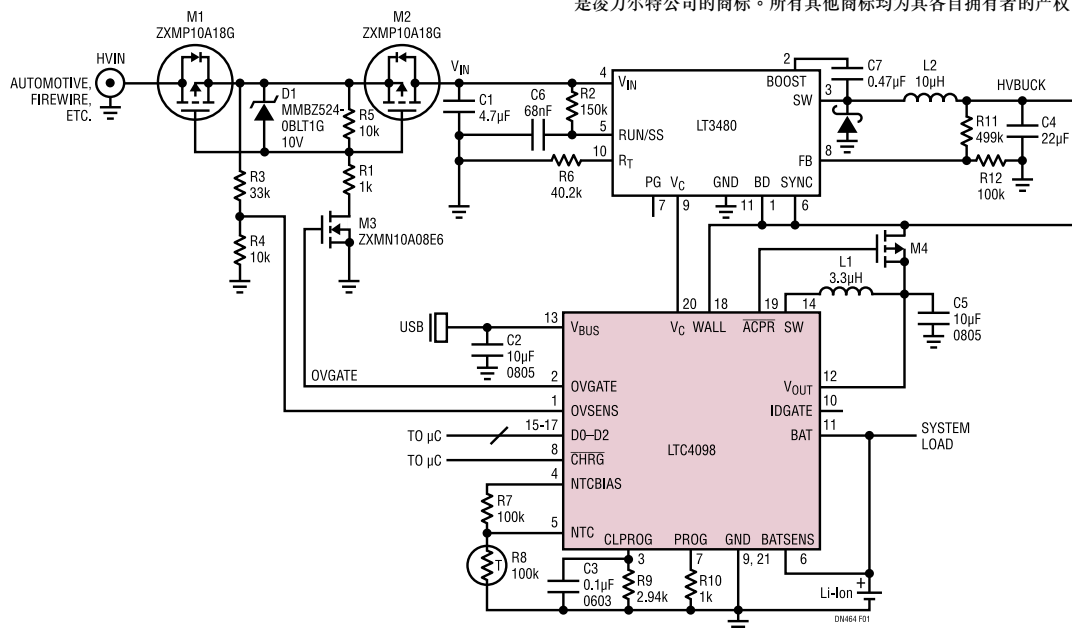 是凌力尔特公司的商标。所有其他商标均为其各自拥有者的产权
M1
ZXMP10A18G
M2
ZXMP10A18G
HVIN
AUTOMOTIVE,
FIREWIRE,
ETC.
D1
MMBZ524-
0BLT1G
10V
R5
10k
R1
1k
R3
33k
R4
10k
M3
ZXMN10A08E6
VIN
C1
4.7µF
C6
68nF
R2
150k
R6
40.2k
4
VIN
5
RUN/SS
10
RT
LT3480
2
BOOST
3
SW
8
FB
PG
7
VC
9
GND
11
BD
1
SYNC
6
C7
0.47µF
L2
10µH
HVBUCK
R11
499k
C4
22µF
R12
100k
M4
L1
3.3µH
C5
10µF
0805
USB
C2
10µF
0805
OVGATE
13
VBUS
2
OVGATE
1
OVSENS
TO µC
15-17
D0–D2
TO µC
8
CHRG
4
NTCBIAS
5
NTC
R7
100k
T
R8
100k
20
VC
18
WALL
19
ACPR
14
SW
12
VOUT
10
IDGATE
11
BAT
SYSTEM
LOAD
LTC4098
CLPROG
3
PROG
7
GND
9, 21
BATSENS
6
C3
0.1µF
0603
R9
2.94k
R10
1k
Li-Ion
+
DN464 F01